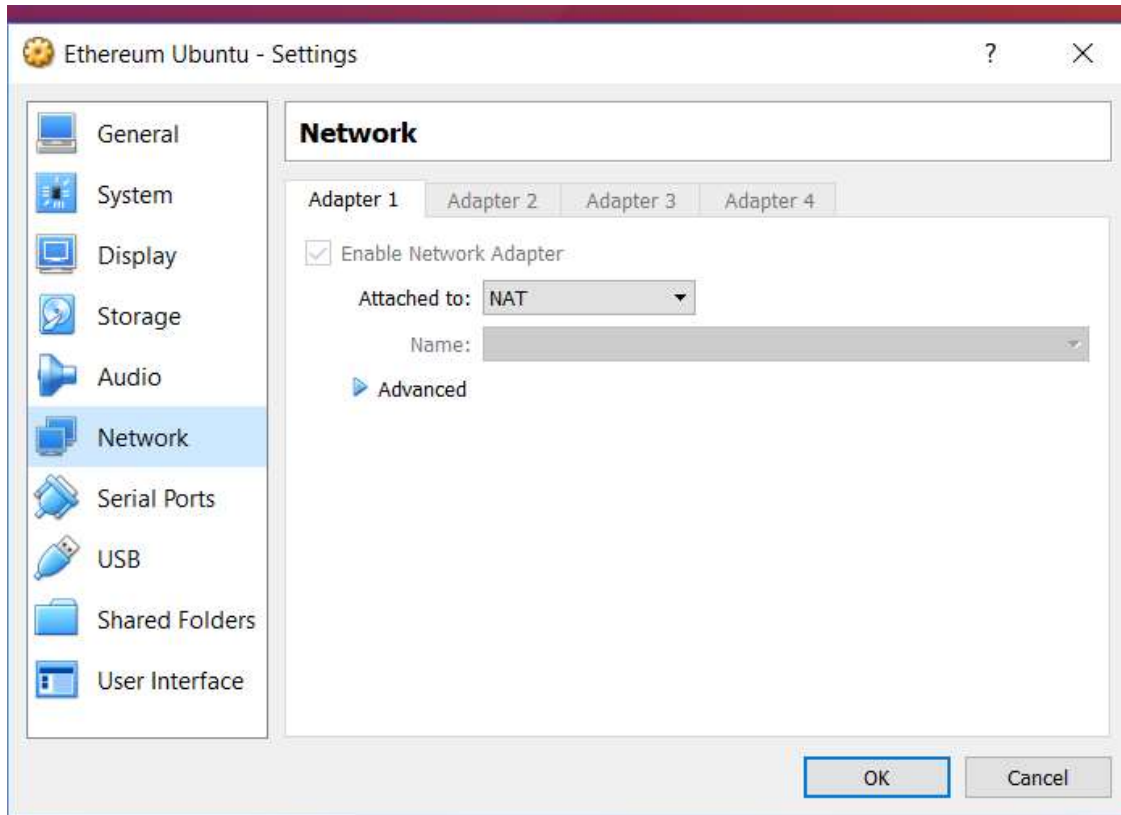 Ethereum Ubuntu - Settings
?
General
System
Display
Storage
Audio
Network
Serial Ports
USB
Shared Folders
User Interface
Network
Adapter 1
Adapter 2
Adapter 3
Adapter 4
Enable Network Adapter
Attached to: NAT
Name:
Advanced
OK
Cancel